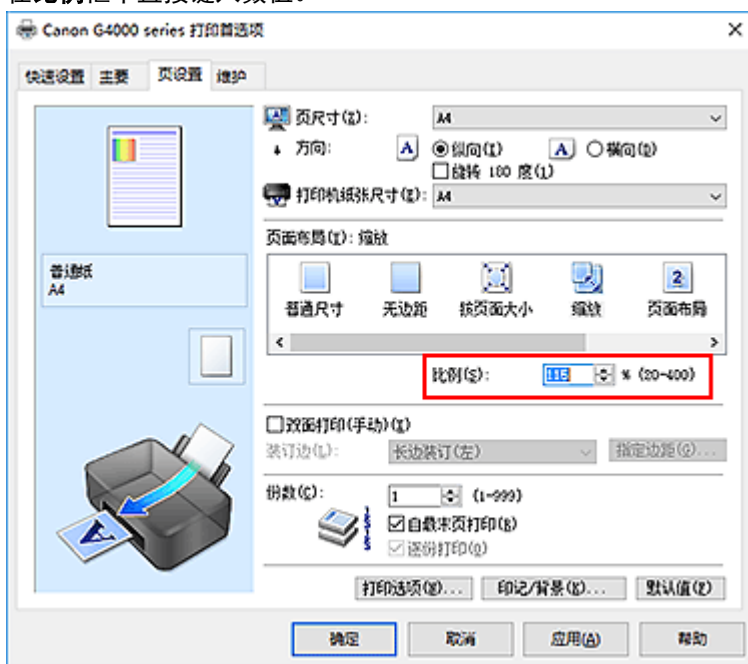 在比例框中直接键入数值。
Canon G4000 series 打印首选项
快速设置 主要 页设置 维护
页尺寸(Z): A4
方向: A 纵向(I) A 横向(D)
旋转 180 度(1)
打印机纸张尺寸(E): A4
页面布局(Y): 缩放
普通纸
A4
2
普通尺寸 无边距 按页面大小 缩放 页面布局
比例(S): 115 % (20-400)
双面打印(手动)(X)
装订边(L): 长边装订(左) 指定边距(G)...
份数(C): 1 (1-999)
自最末页打印(R)
逐份打印(O)
打印选项(N)... 印记/背景(K)... 默认值(F)
确定 取消 应用(A) 帮助